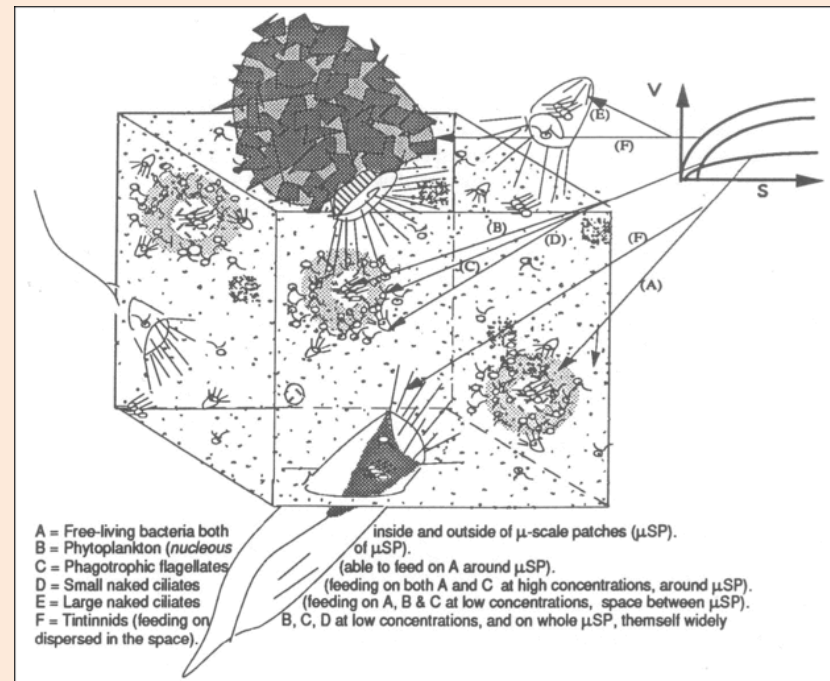 V
(E)
(F)
S
(B)
(D)
(F)
(C)
(A)
A = Free-living bacteria both inside and outside of μ-scale patches (μSP).
B = Phytoplankton (nucleous of μSP).
C = Phagotrophic flagellates (able to feed on A around μSP).
D = Small naked ciliates (feeding on both A and C at high concentrations, around μSP).
E = Large naked ciliates (feeding on A, B & C at low concentrations, space between μSP).
F = Tintinnids (feeding on B, C, D at low concentrations, and on whole μSP, themself widely
dispersed in the space).